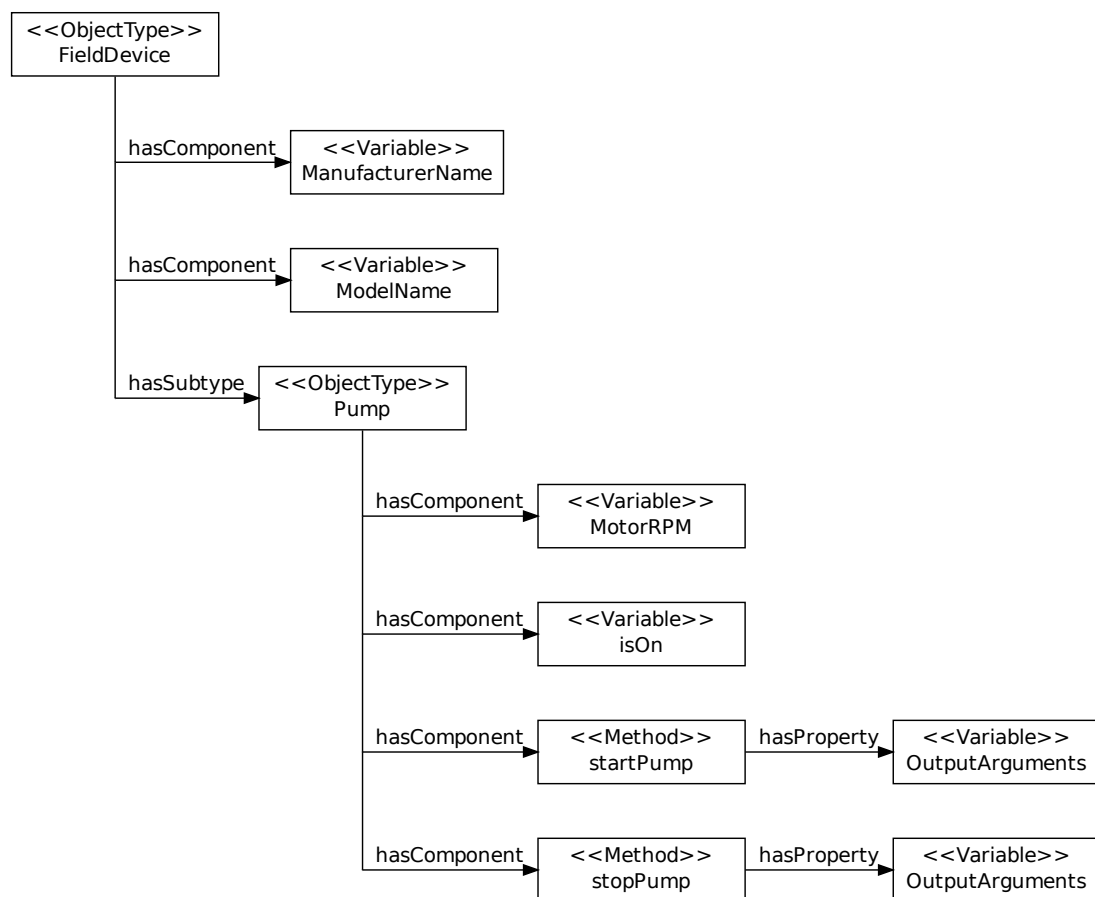 <<ObjectType>>
FieldDevice
hasComponent
<<Variable>>
ManufacturerName
hasComponent
<<Variable>>
ModelName
hasSubtype
<<ObjectType>>
Pump
hasComponent
<<Variable>>
MotorRPM
hasComponent
<<Variable>>
isOn
hasComponent
<<Method>>
startPump
hasProperty
<<Variable>>
OutputArguments
hasComponent
<<Method>>
stopPump
hasProperty
<<Variable>>
OutputArguments